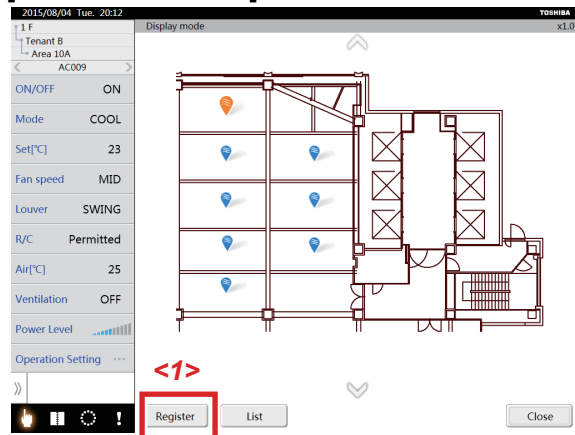 2015/08/04 Tue. 20:12 TOSHIBA
1 F Display mode x1.0
Tenant B
Area 10A
AC009
ON/OFF ON
Mode COOL
Set[℃] 23
Fan speed MID
Louver SWING
R/C Permitted
Air[℃] 25
Ventilation OFF
Power Level
Operation Setting ...
<1>
Register List Close